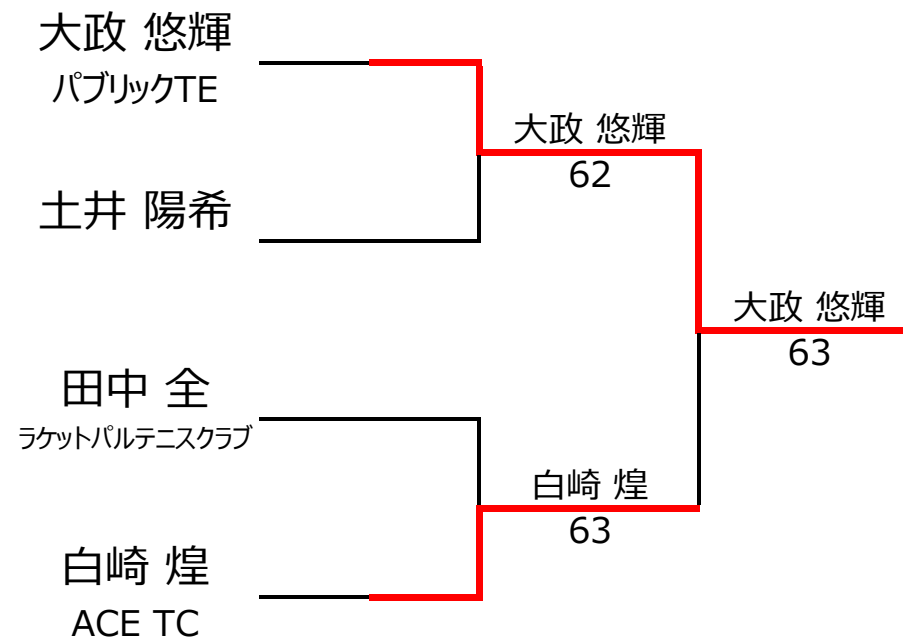 大政 悠輝
パブリックTE
大政 悠輝
62
土井 陽希
大政 悠輝
63
田中 全
ラケットパルテニスクラブ
白崎 煌
63
白崎 煌
ACE TC